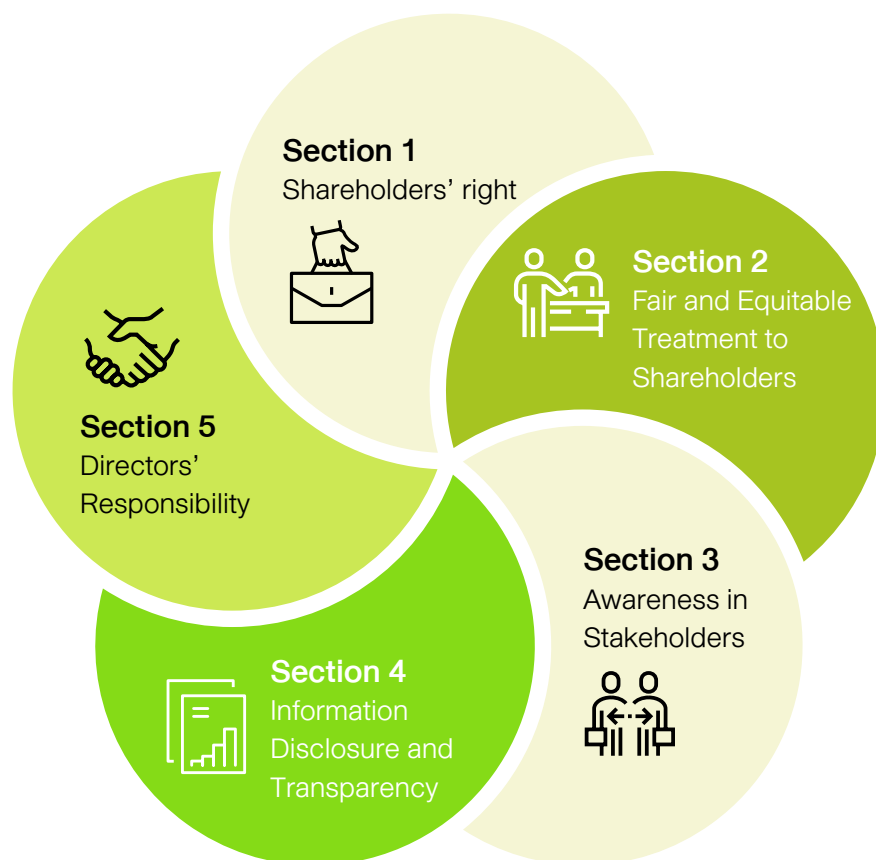 Section 1
Shareholders’ right
Section 2
Fair and Equitable
Treatment to
Shareholders
Section 3
Awareness in
Stakeholders
Section 4
Information
Disclosure and
Transparency
Section 5
Directors’
Responsibility